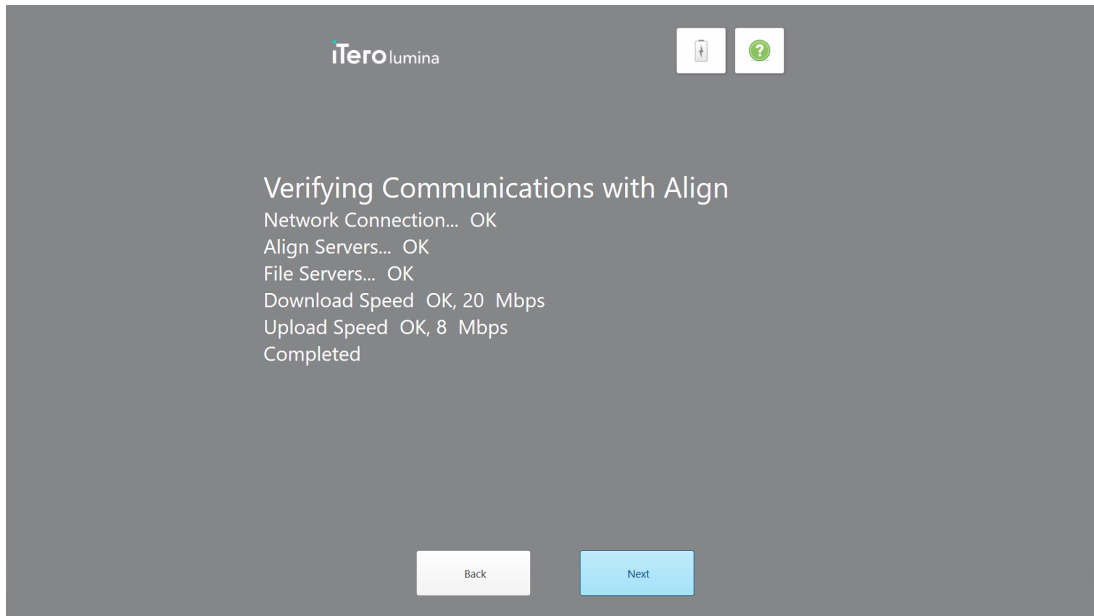 iTero lumina
?
Verifying Communications with Align
Network Connection... OK
Align Servers... OK
File Servers... OK
Download Speed OK, 20 Mbps
Upload Speed OK, 8 Mbps
Completed
Back
Next